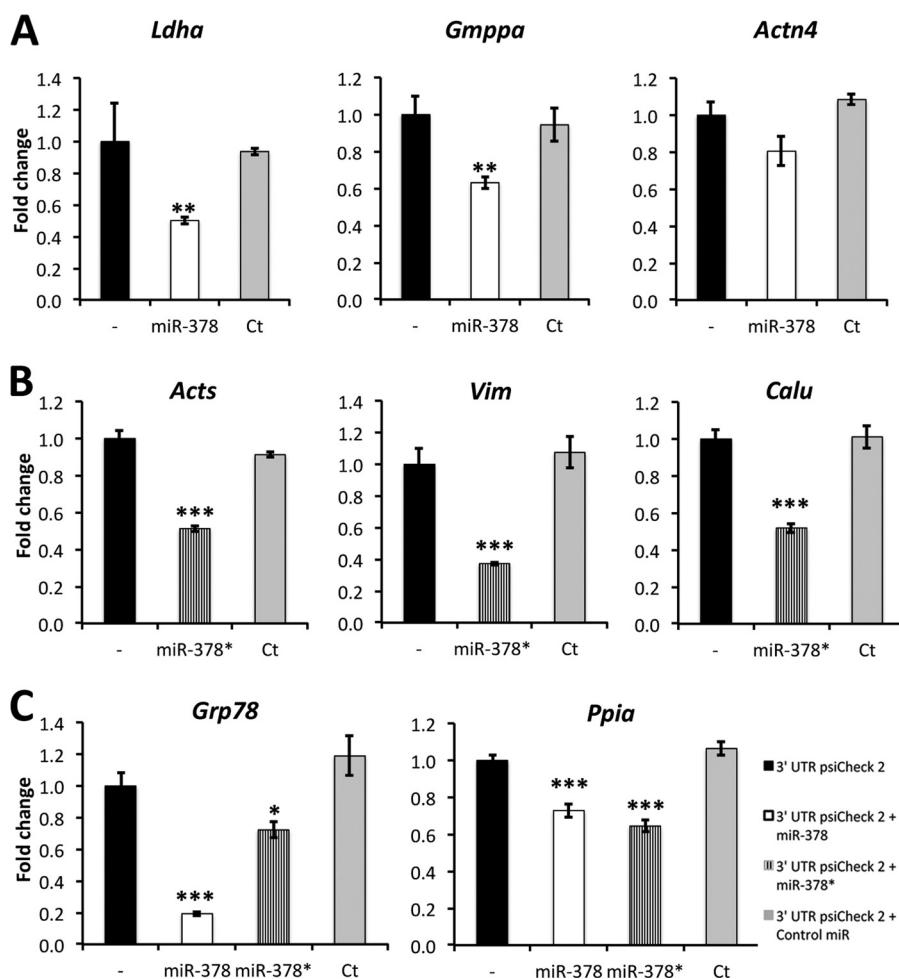 A
Ldha
Gmppa
Actn4
Fold change
1.4
1.2
1.0
0.8
0.6
0.4
0.2
0.0
**
- miR-378 Ct
1.2
1.0
0.8
0.6
0.4
0.2
0.0
**
- miR-378 Ct
1.2
1.0
0.8
0.6
0.4
0.2
0.0
- miR-378 Ct
B
Acts
Vim
Calu
Fold change
1.2
1.0
0.8
0.6
0.4
0.2
0.0
***
- miR-378* Ct
1.4
1.2
1.0
0.8
0.6
0.4
0.2
0.0
***
- miR-378* Ct
1.2
1.0
0.8
0.6
0.4
0.2
0.0
***
- miR-378* Ct
C
Grp78
Ppia
Fold change
1.4
1.2
1.0
0.8
0.6
0.4
0.2
0.0
***
*
- miR-378 miR-378* Ct
1.2
1.0
0.8
0.6
0.4
0.2
0.0
***
***
- miR-378 miR-378* Ct
3' UTR psiCheck 2
3' UTR psiCheck 2 +
miR-378
3' UTR psiCheck 2 +
miR-378*
3' UTR psiCheck 2 +
Control miR